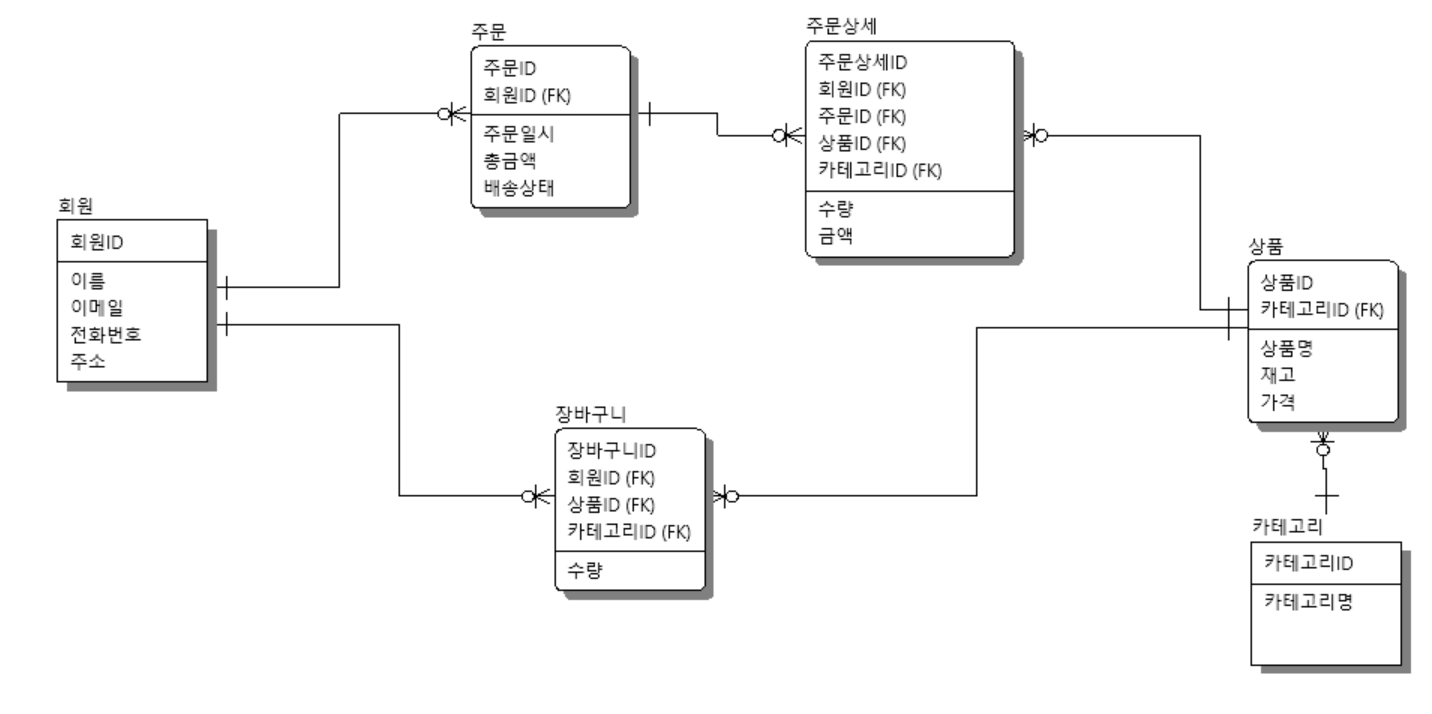 주문
주문ID
회원ID (FK)
주문일시
총금액
배송상태
주문상세
주문상세ID
회원ID (FK)
주문ID (FK)
상품ID (FK)
카테고리ID (FK)
수량
금액
회원
회원ID
이름
이메일
전화번호
주소
상품
상품ID
카테고리ID (FK)
상품명
재고
가격
장바구니
장바구니ID
회원ID (FK)
상품ID (FK)
카테고리ID (FK)
수량
카테고리
카테고리ID
카테고리명